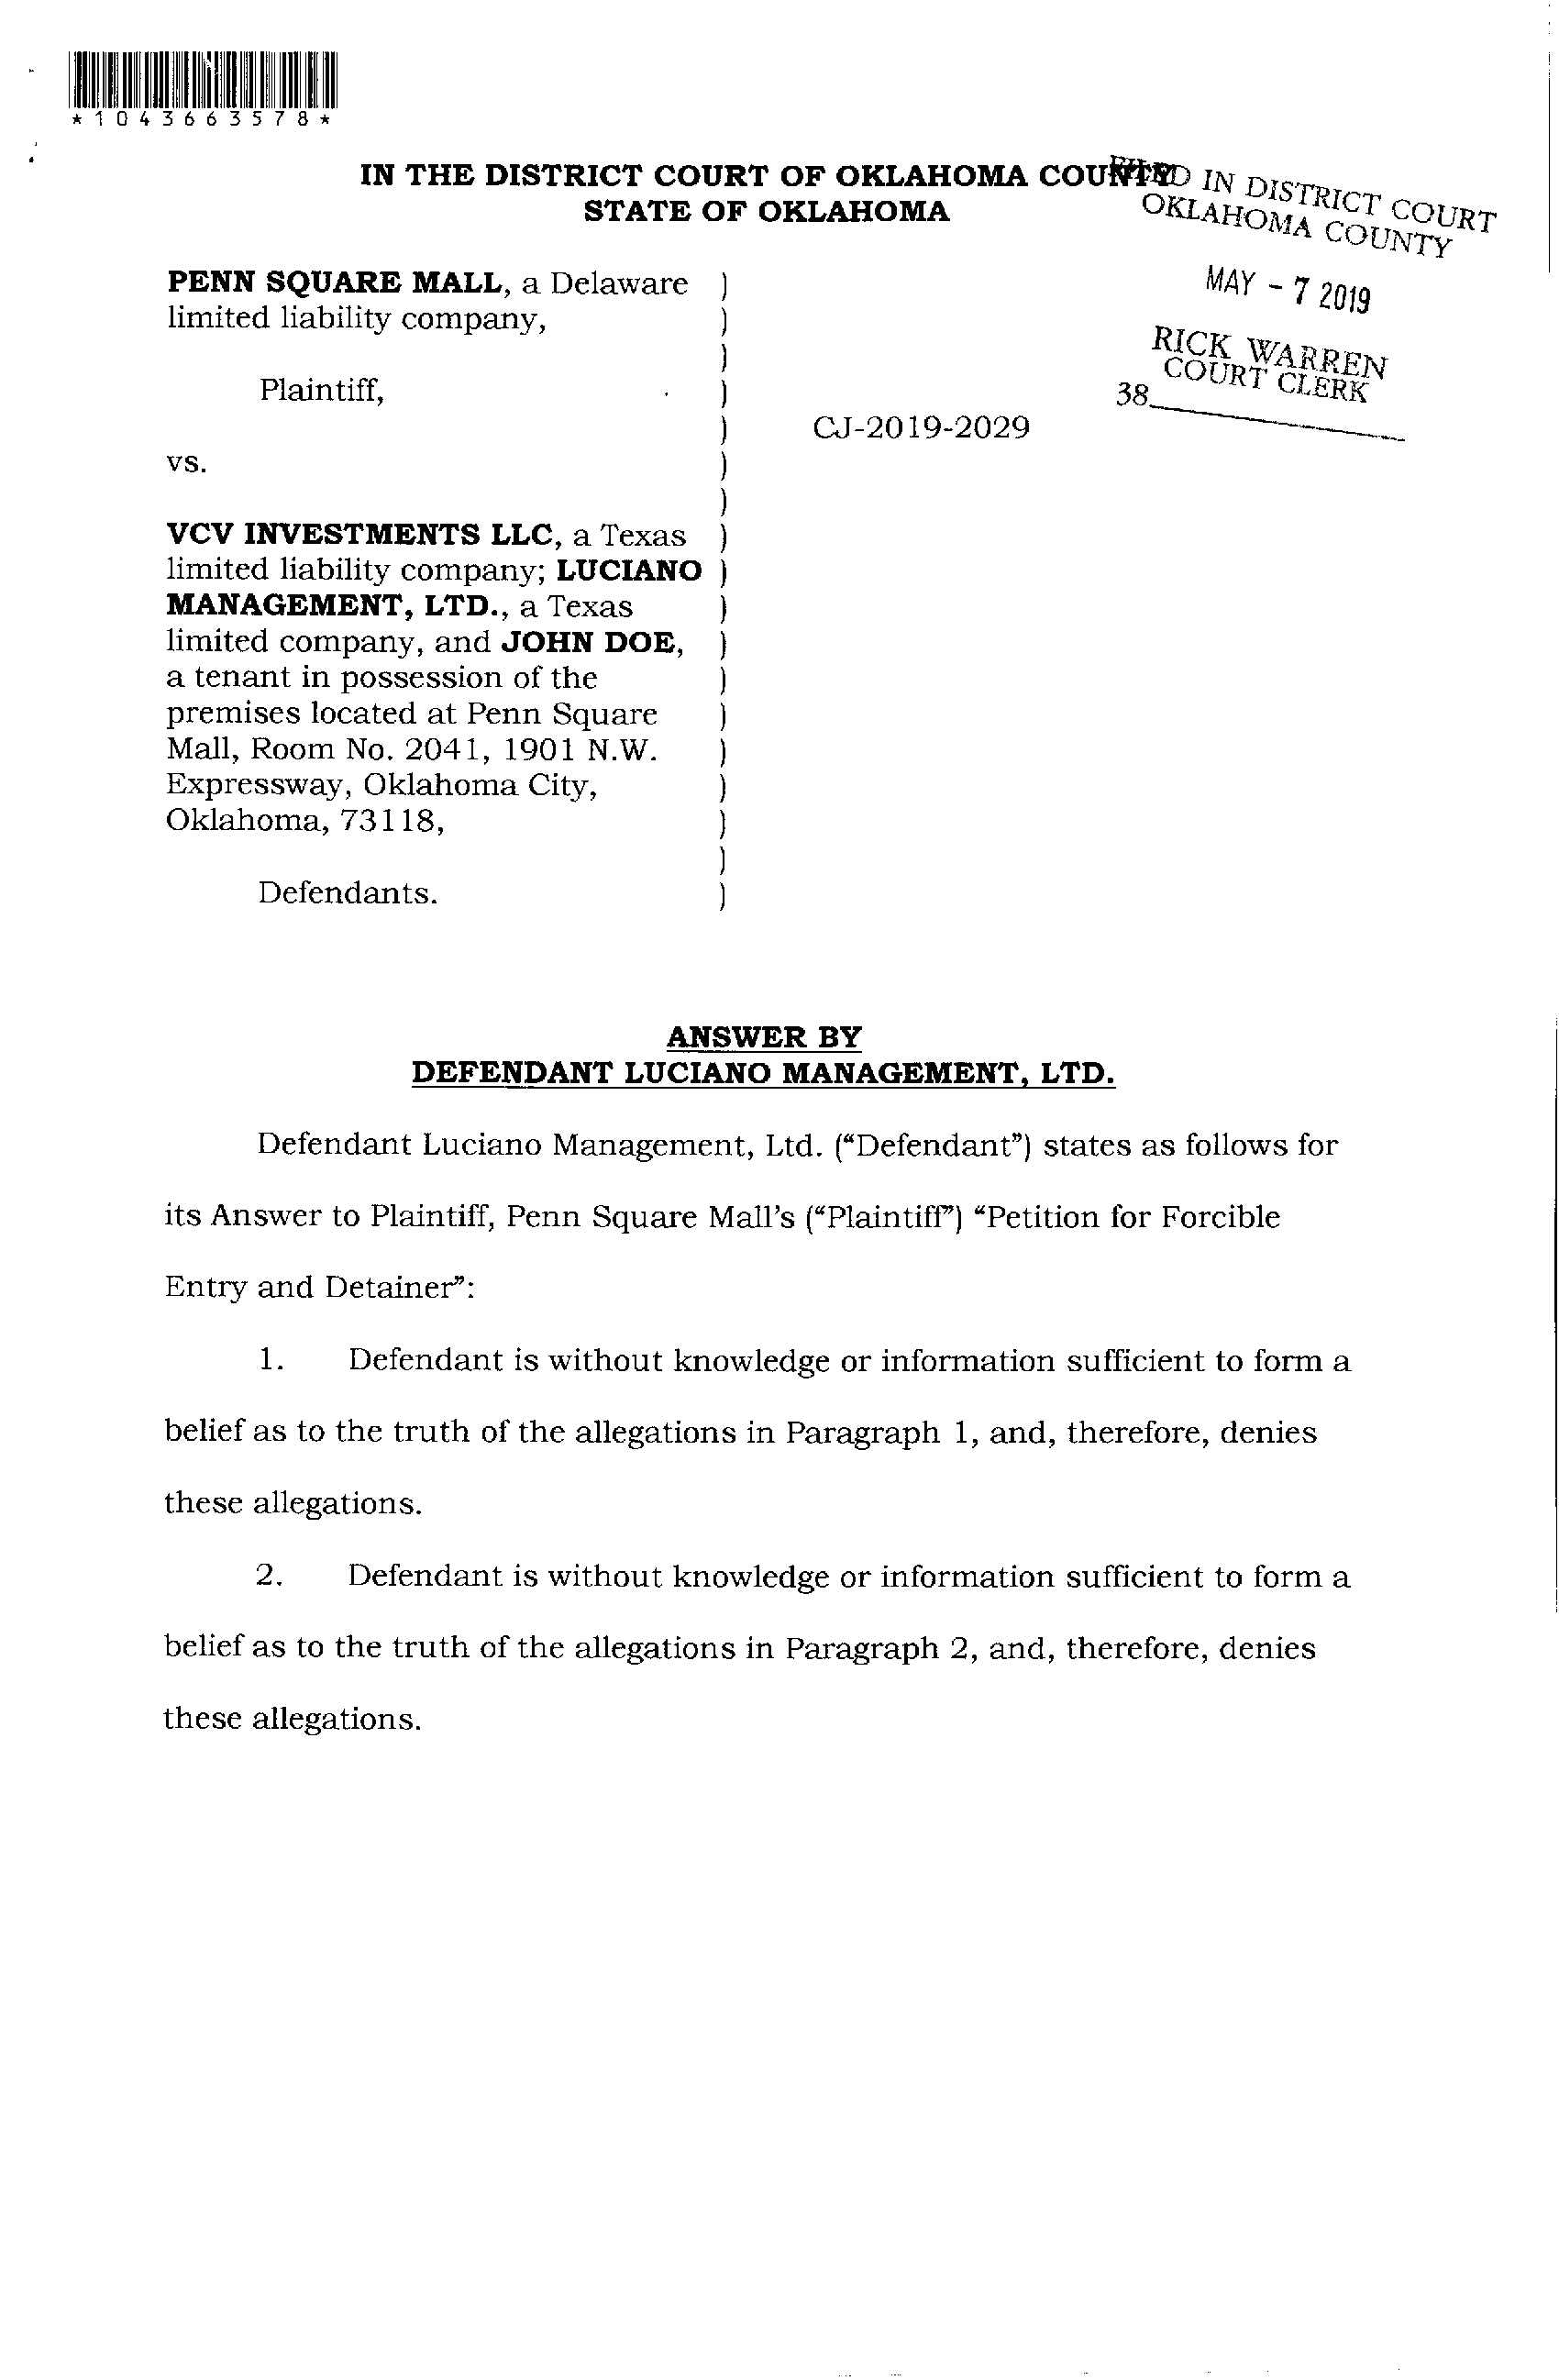 *1043663578*
IN THE DISTRICT COURT OF OKLAHOMA COUNTY
STATE OF OKLAHOMA
FILED IN DISTRICT COURT
OKLAHOMA COUNTY
MAY - 7 2019
RICK WARREN
COURT CLERK
38
PENN SQUARE MALL, a Delaware )
limited liability company, )
)
Plaintiff, )
) CJ-2019-2029
vs. )
)
VCV INVESTMENTS LLC, a Texas )
limited liability company; LUCIANO )
MANAGEMENT, LTD., a Texas )
limited company, and JOHN DOE, )
a tenant in possession of the )
premises located at Penn Square )
Mall, Room No. 2041, 1901 N.W. )
Expressway, Oklahoma City, )
Oklahoma, 73118, )
)
Defendants. )
ANSWER BY
DEFENDANT LUCIANO MANAGEMENT, LTD.
Defendant Luciano Management, Ltd. (“Defendant”) states as follows for
its Answer to Plaintiff, Penn Square Mall’s (“Plaintiff”) “Petition for Forcible
Entry and Detainer”:
1. Defendant is without knowledge or information sufficient to form a
belief as to the truth of the allegations in Paragraph 1, and, therefore, denies
these allegations.
2. Defendant is without knowledge or information sufficient to form a
belief as to the truth of the allegations in Paragraph 2, and, therefore, denies
these allegations.